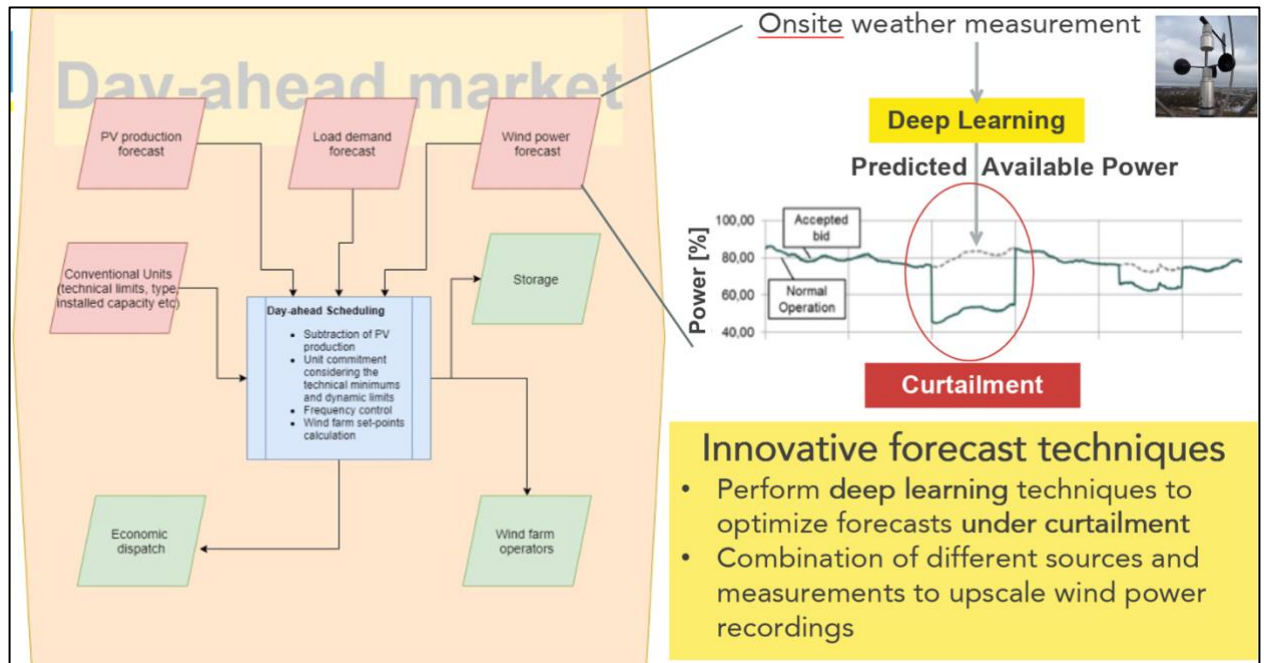 Day-ahead market
PV production
forecast
Load demand
forecast
Wind power
forecast
Conventional Units
(technical limits, type,
installed capacity etc)
Storage
Day-ahead Scheduling
• Subtraction of PV
production
• Unit commitment
considering the
technical minimums
and dynamic limits
• Frequency control
• Wind farm set-points
calculation
Economic
dispatch
Wind farm
operators
Onsite weather measurement
Deep Learning
Predicted Available Power
Power [%]
100,00
80,00
60,00
40,00
Accepted
bid
Normal
Operation
Curtailment
Innovative forecast techniques
• Perform deep learning techniques to
optimize forecasts under curtailment
• Combination of different sources and
measurements to upscale wind power
recordings